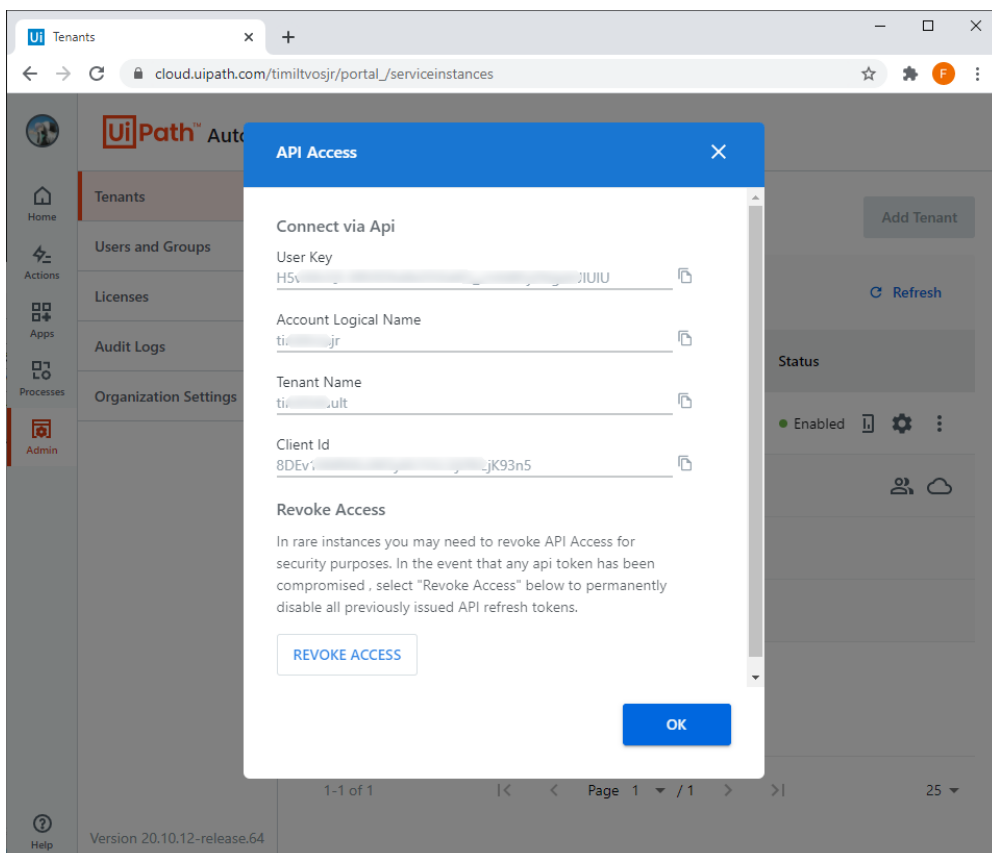 Ui Tenants
cloud.uipath.com/timiltvosjr/portal_/serviceinstances
F
UiPath™
Home
Actions
Apps
Processes
Admin
Help
Tenants
Users and Groups
Licenses
Audit Logs
Organization Settings
Version 20.10.12-release.64
Add Tenant
Refresh
Status
Enabled
API Access
Connect via Api
User Key
Account Logical Name
Tenant Name
Client Id
Revoke Access
In rare instances you may need to revoke API Access for
security purposes. In the event that any api token has been
compromised , select "Revoke Access" below to permanently
disable all previously issued API refresh tokens.
REVOKE ACCESS
OK
1-1 of 1
Page 1 / 1
25